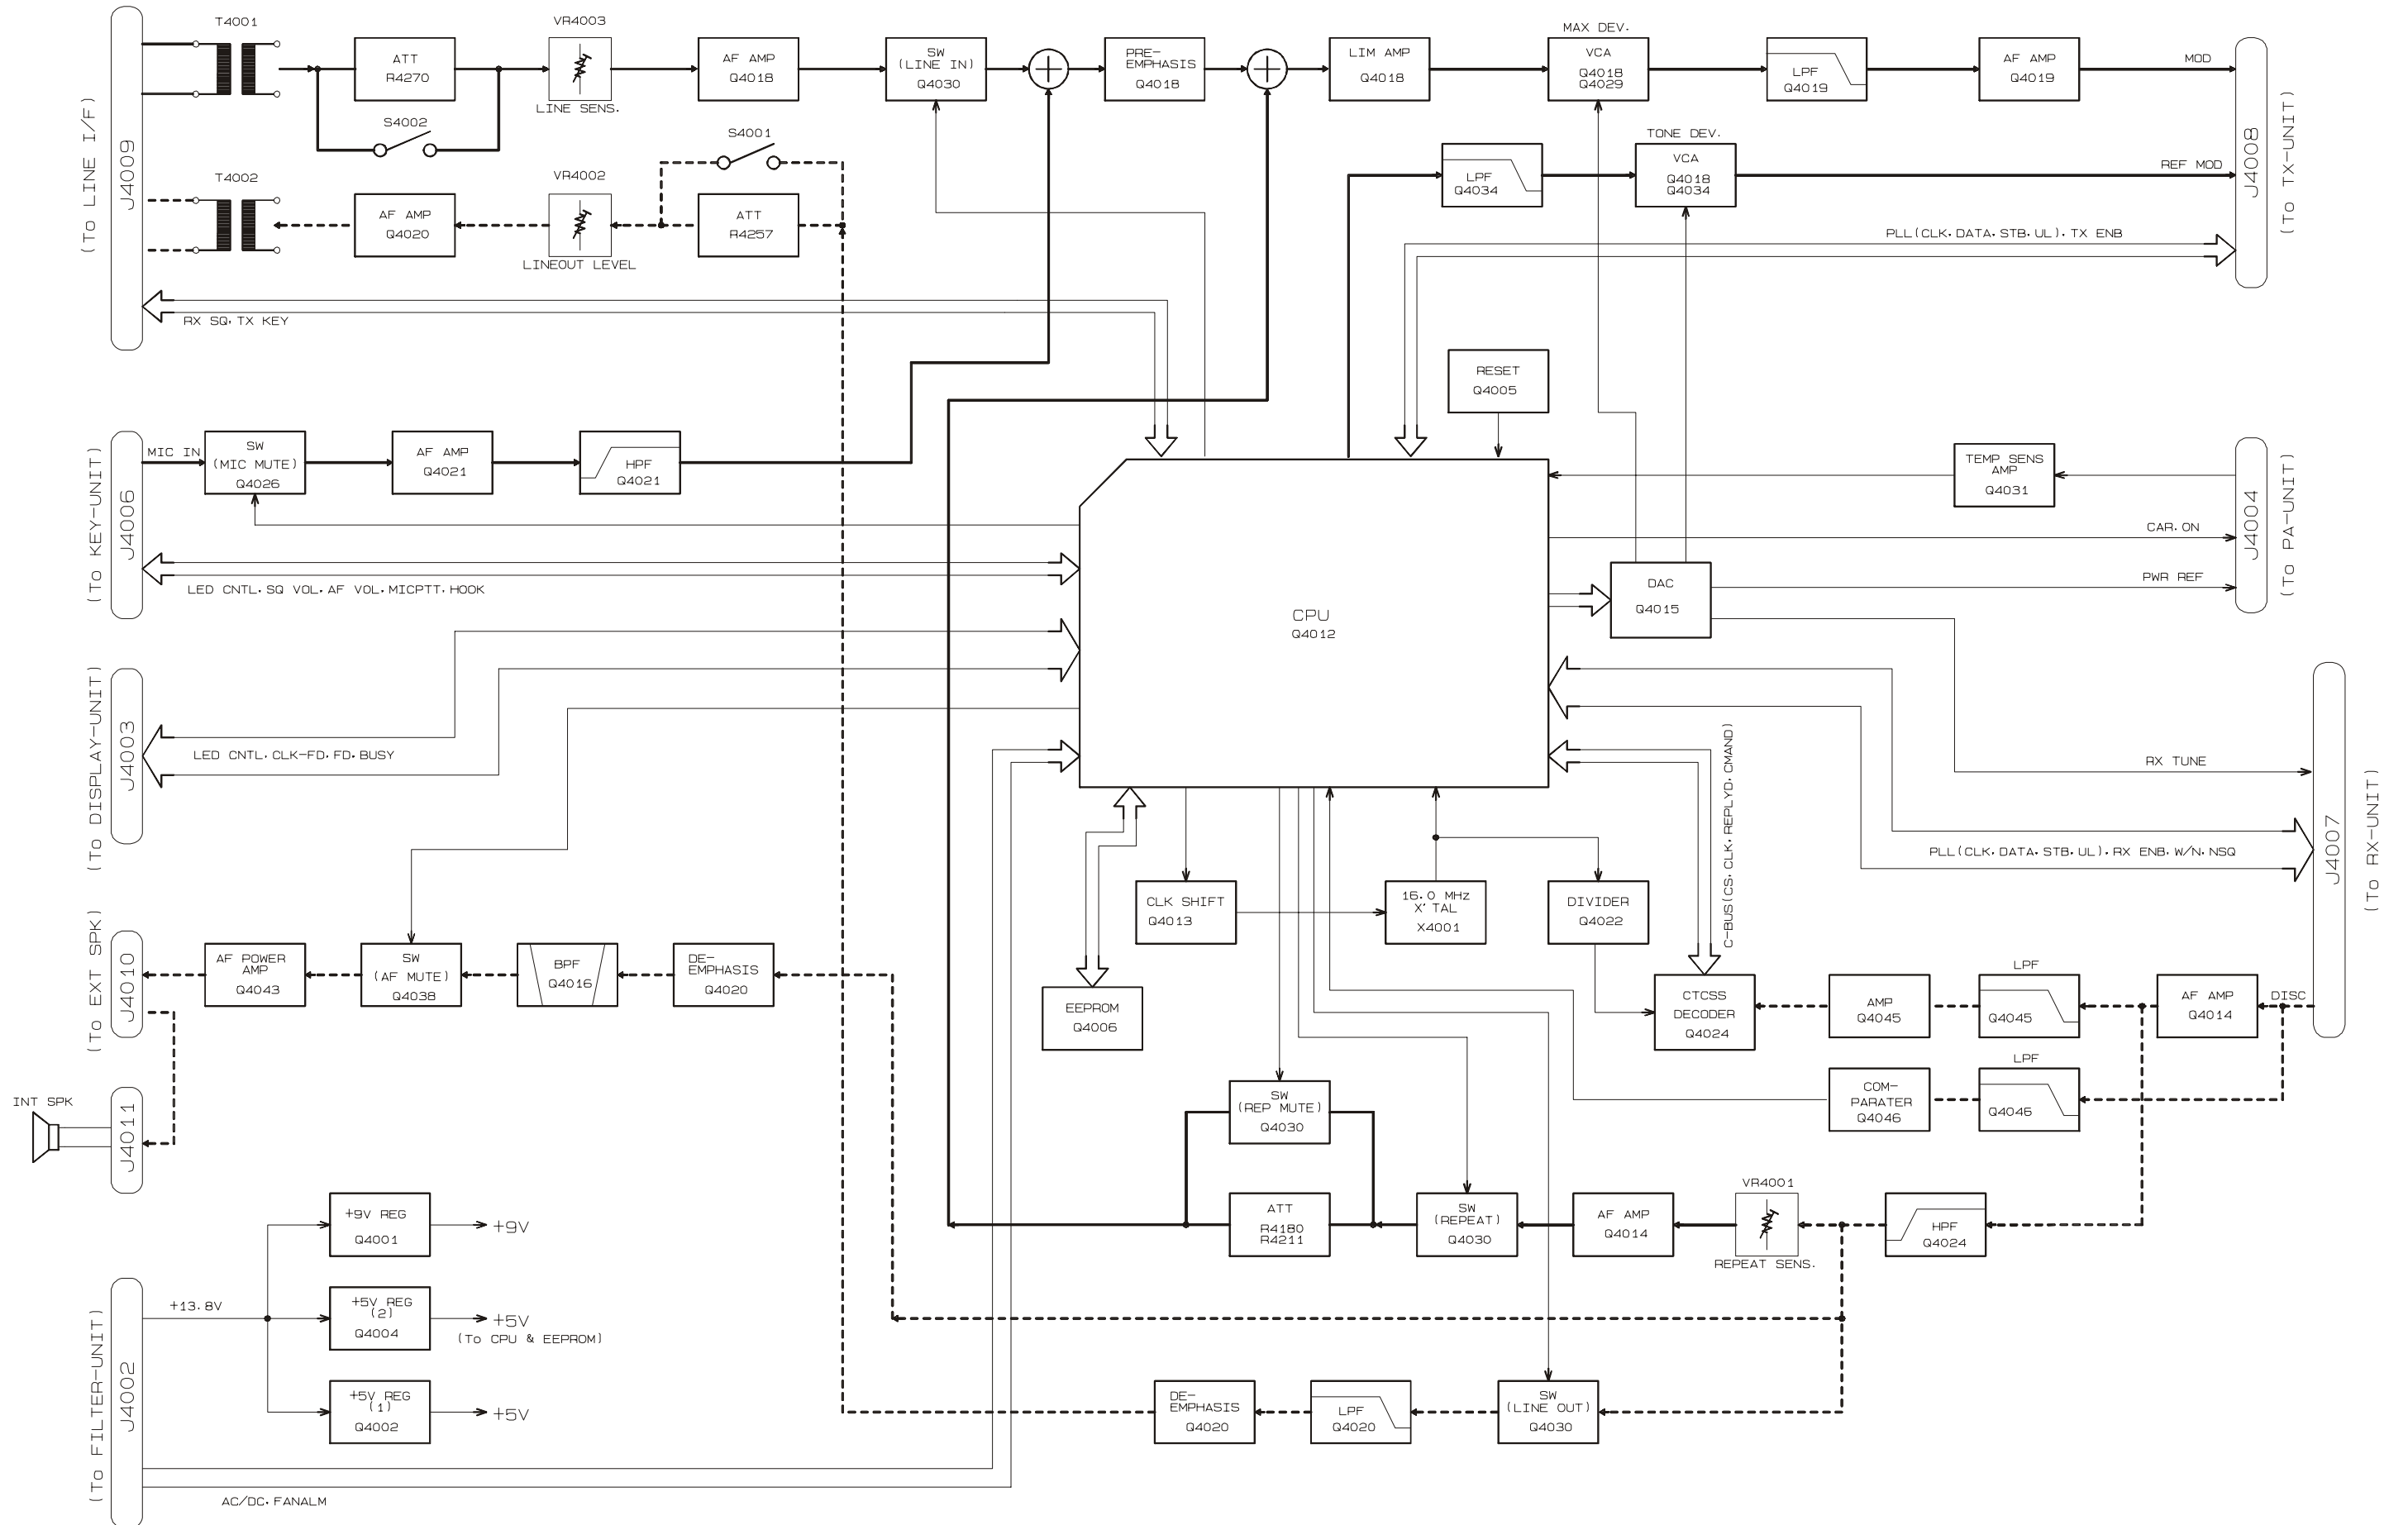 T4001
VR4003
MAX DEV.
ATT
R4270
AF AMP
Q4018
SW
(LINE IN)
Q4030
PRE-
EMPHASIS
Q4018
LIM AMP
Q4018
VCA
Q4018
Q4029
LPF
Q4019
AF AMP
Q4019
MOD
LINE SENS.
S4002
S4001
TONE DEV.
(To LINE I/F)
J4009
T4002
VR4002
AF AMP
Q4020
ATT
R4257
LINEOUT LEVEL
LPF
Q4034
VCA
Q4018
Q4034
REF MOD
J4008
(To TX-UNIT)
PLL(CLK.DATA.STB.UL).TX ENB
RX SQ.TX KEY
RESET
Q4005
(To KEY-UNIT)
J4006
MIC IN
SW
(MIC MUTE)
Q4026
AF AMP
Q4021
HPF
Q4021
LED CNTL.SQ VOL.AF VOL.MICPTT.HOOK
TEMP SENS
AMP
Q4031
CAR.ON
PWR REF
J4004
(To PA-UNIT)
CPU
Q4012
DAC
Q4015
(To DISPLAY-UNIT)
J4003
LED CNTL.CLK-FD.FD.BUSY
C-BUS(CS.CLK.REPLYD.CMAND)
RX TUNE
PLL(CLK.DATA.STB.UL).RX ENB.W/N.NSQ
J4007
(To RX-UNIT)
CLK SHIFT
Q4013
16.0 MHz
X'TAL
X4001
DIVIDER
Q4022
(To EXT SPK)
J4010
AF POWER
AMP
Q4043
SW
(AF MUTE)
Q4038
BPF
Q4016
DE-
EMPHASIS
Q4020
EEPROM
Q4006
CTCSS
DECODER
Q4024
AMP
Q4045
LPF
Q4045
AF AMP
Q4014
DISC
LPF
COM-
PARATER
Q4046
Q4046
INT SPK
J4011
SW
(REP MUTE)
Q4030
VR4001
ATT
R4180
R4211
SW
(REPEAT)
Q4030
AF AMP
Q4014
HPF
Q4024
REPEAT SENS.
+9V REG
Q4001
+9V
(To FILTER-UNIT)
J4002
+13.8V
+5V REG
(2)
Q4004
+5V
(To CPU & EEPROM)
+5V REG
(1)
Q4002
+5V
DE-
EMPHASIS
Q4020
LPF
Q4020
SW
(LINE OUT)
Q4030
AC/DC.FANALM